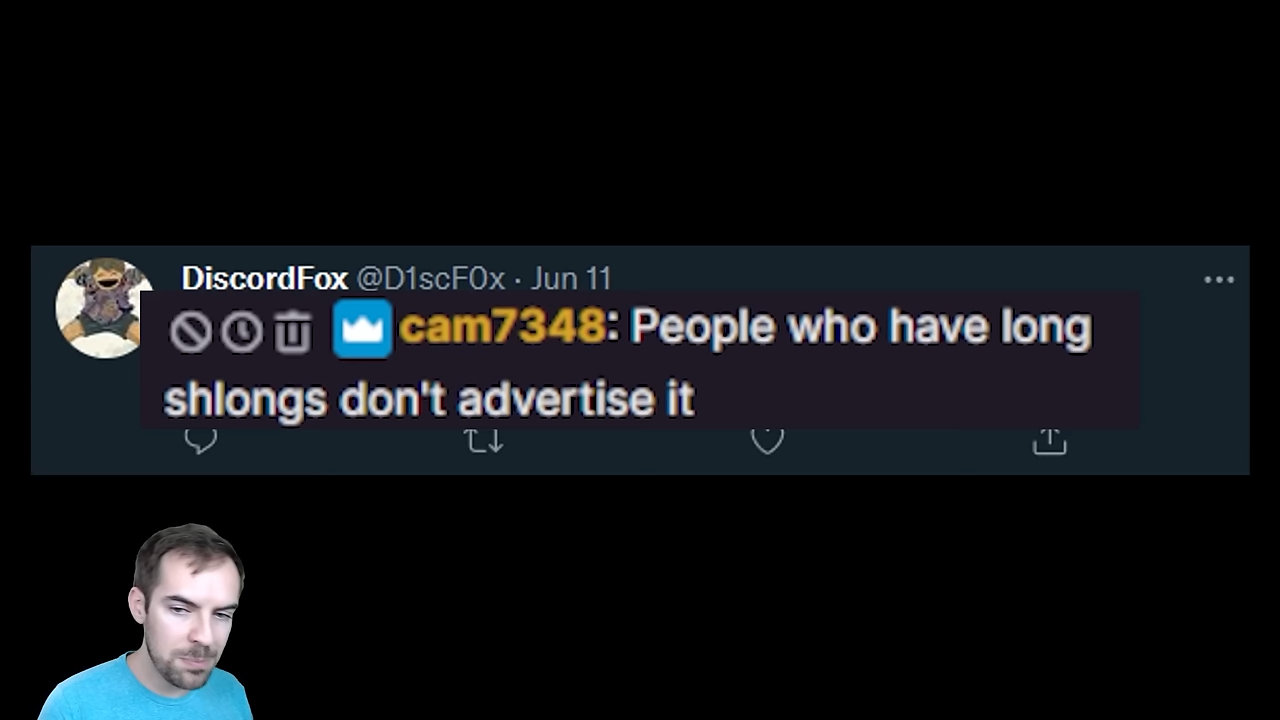 DiscordFox @D1scF0x · Jun 11
cam7348: People who have long
shlongs don't advertise it